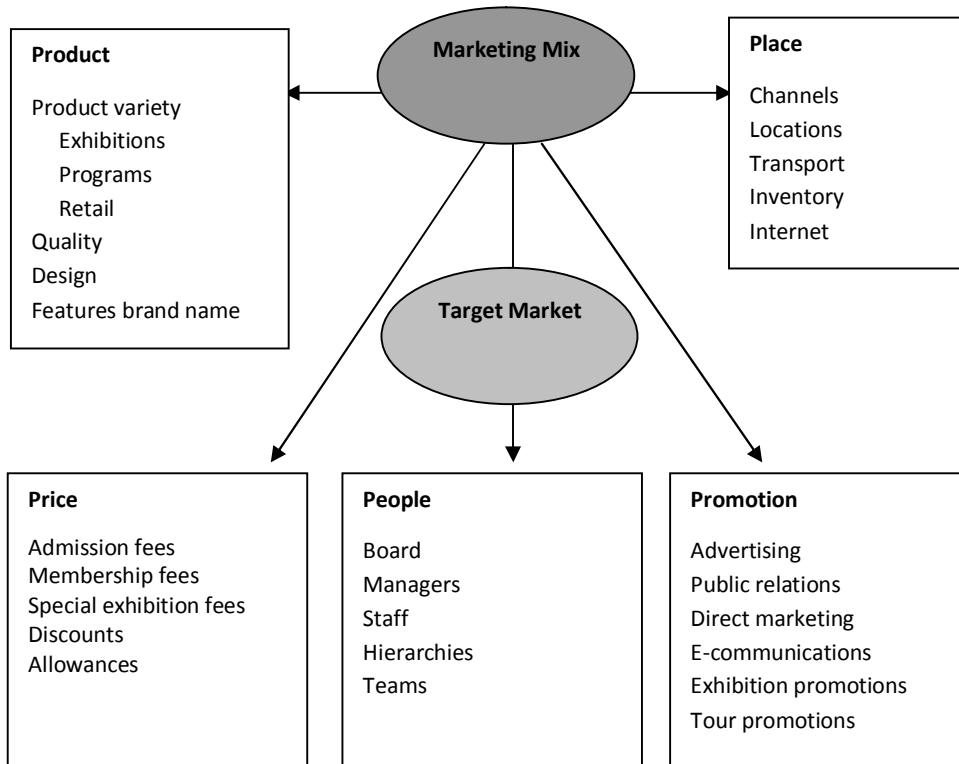 Marketing Mix
Product
Product variety
Exhibitions
Programs
Retail
Quality
Design
Features brand name
Place
Channels
Locations
Transport
Inventory
Internet
Target Market
Price
Admission fees
Membership fees
Special exhibition fees
Discounts
Allowances
People
Board
Managers
Staff
Hierarchies
Teams
Promotion
Advertising
Public relations
Direct marketing
E-communications
Exhibition promotions
Tour promotions